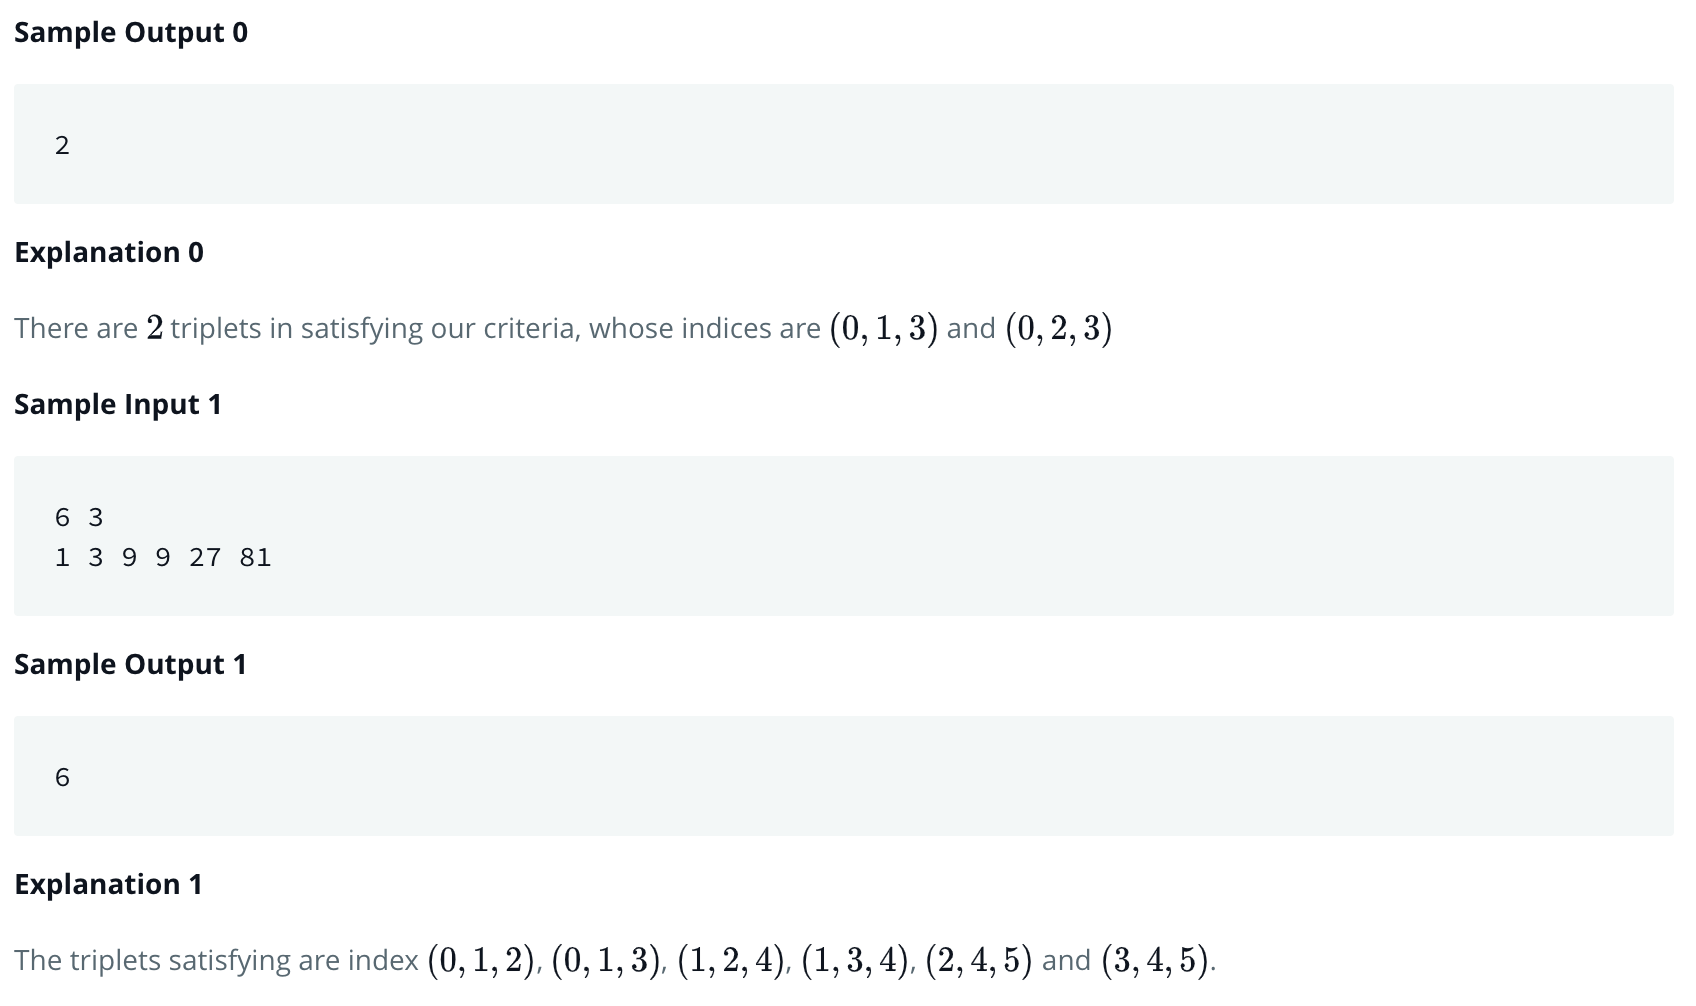 Sample Output 0
2
Explanation 0
There are 2 triplets in satisfying our criteria, whose indices are (0, 1, 3) and (0, 2, 3)
Sample Input 1
6 3
1 3 9 9 27 81
Sample Output 1
6
Explanation 1
The triplets satisfying are index (0, 1, 2), (0, 1, 3), (1, 2, 4), (1, 3, 4), (2, 4, 5) and (3, 4, 5).